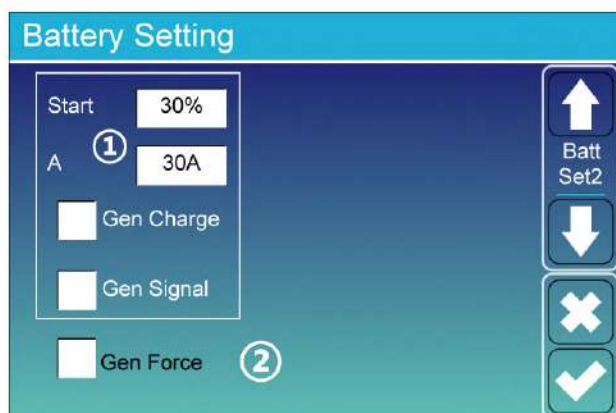 Battery Setting
Start 30%
①
A 30A
Gen Charge
Gen Signal
Gen Force ②
Batt
Set2